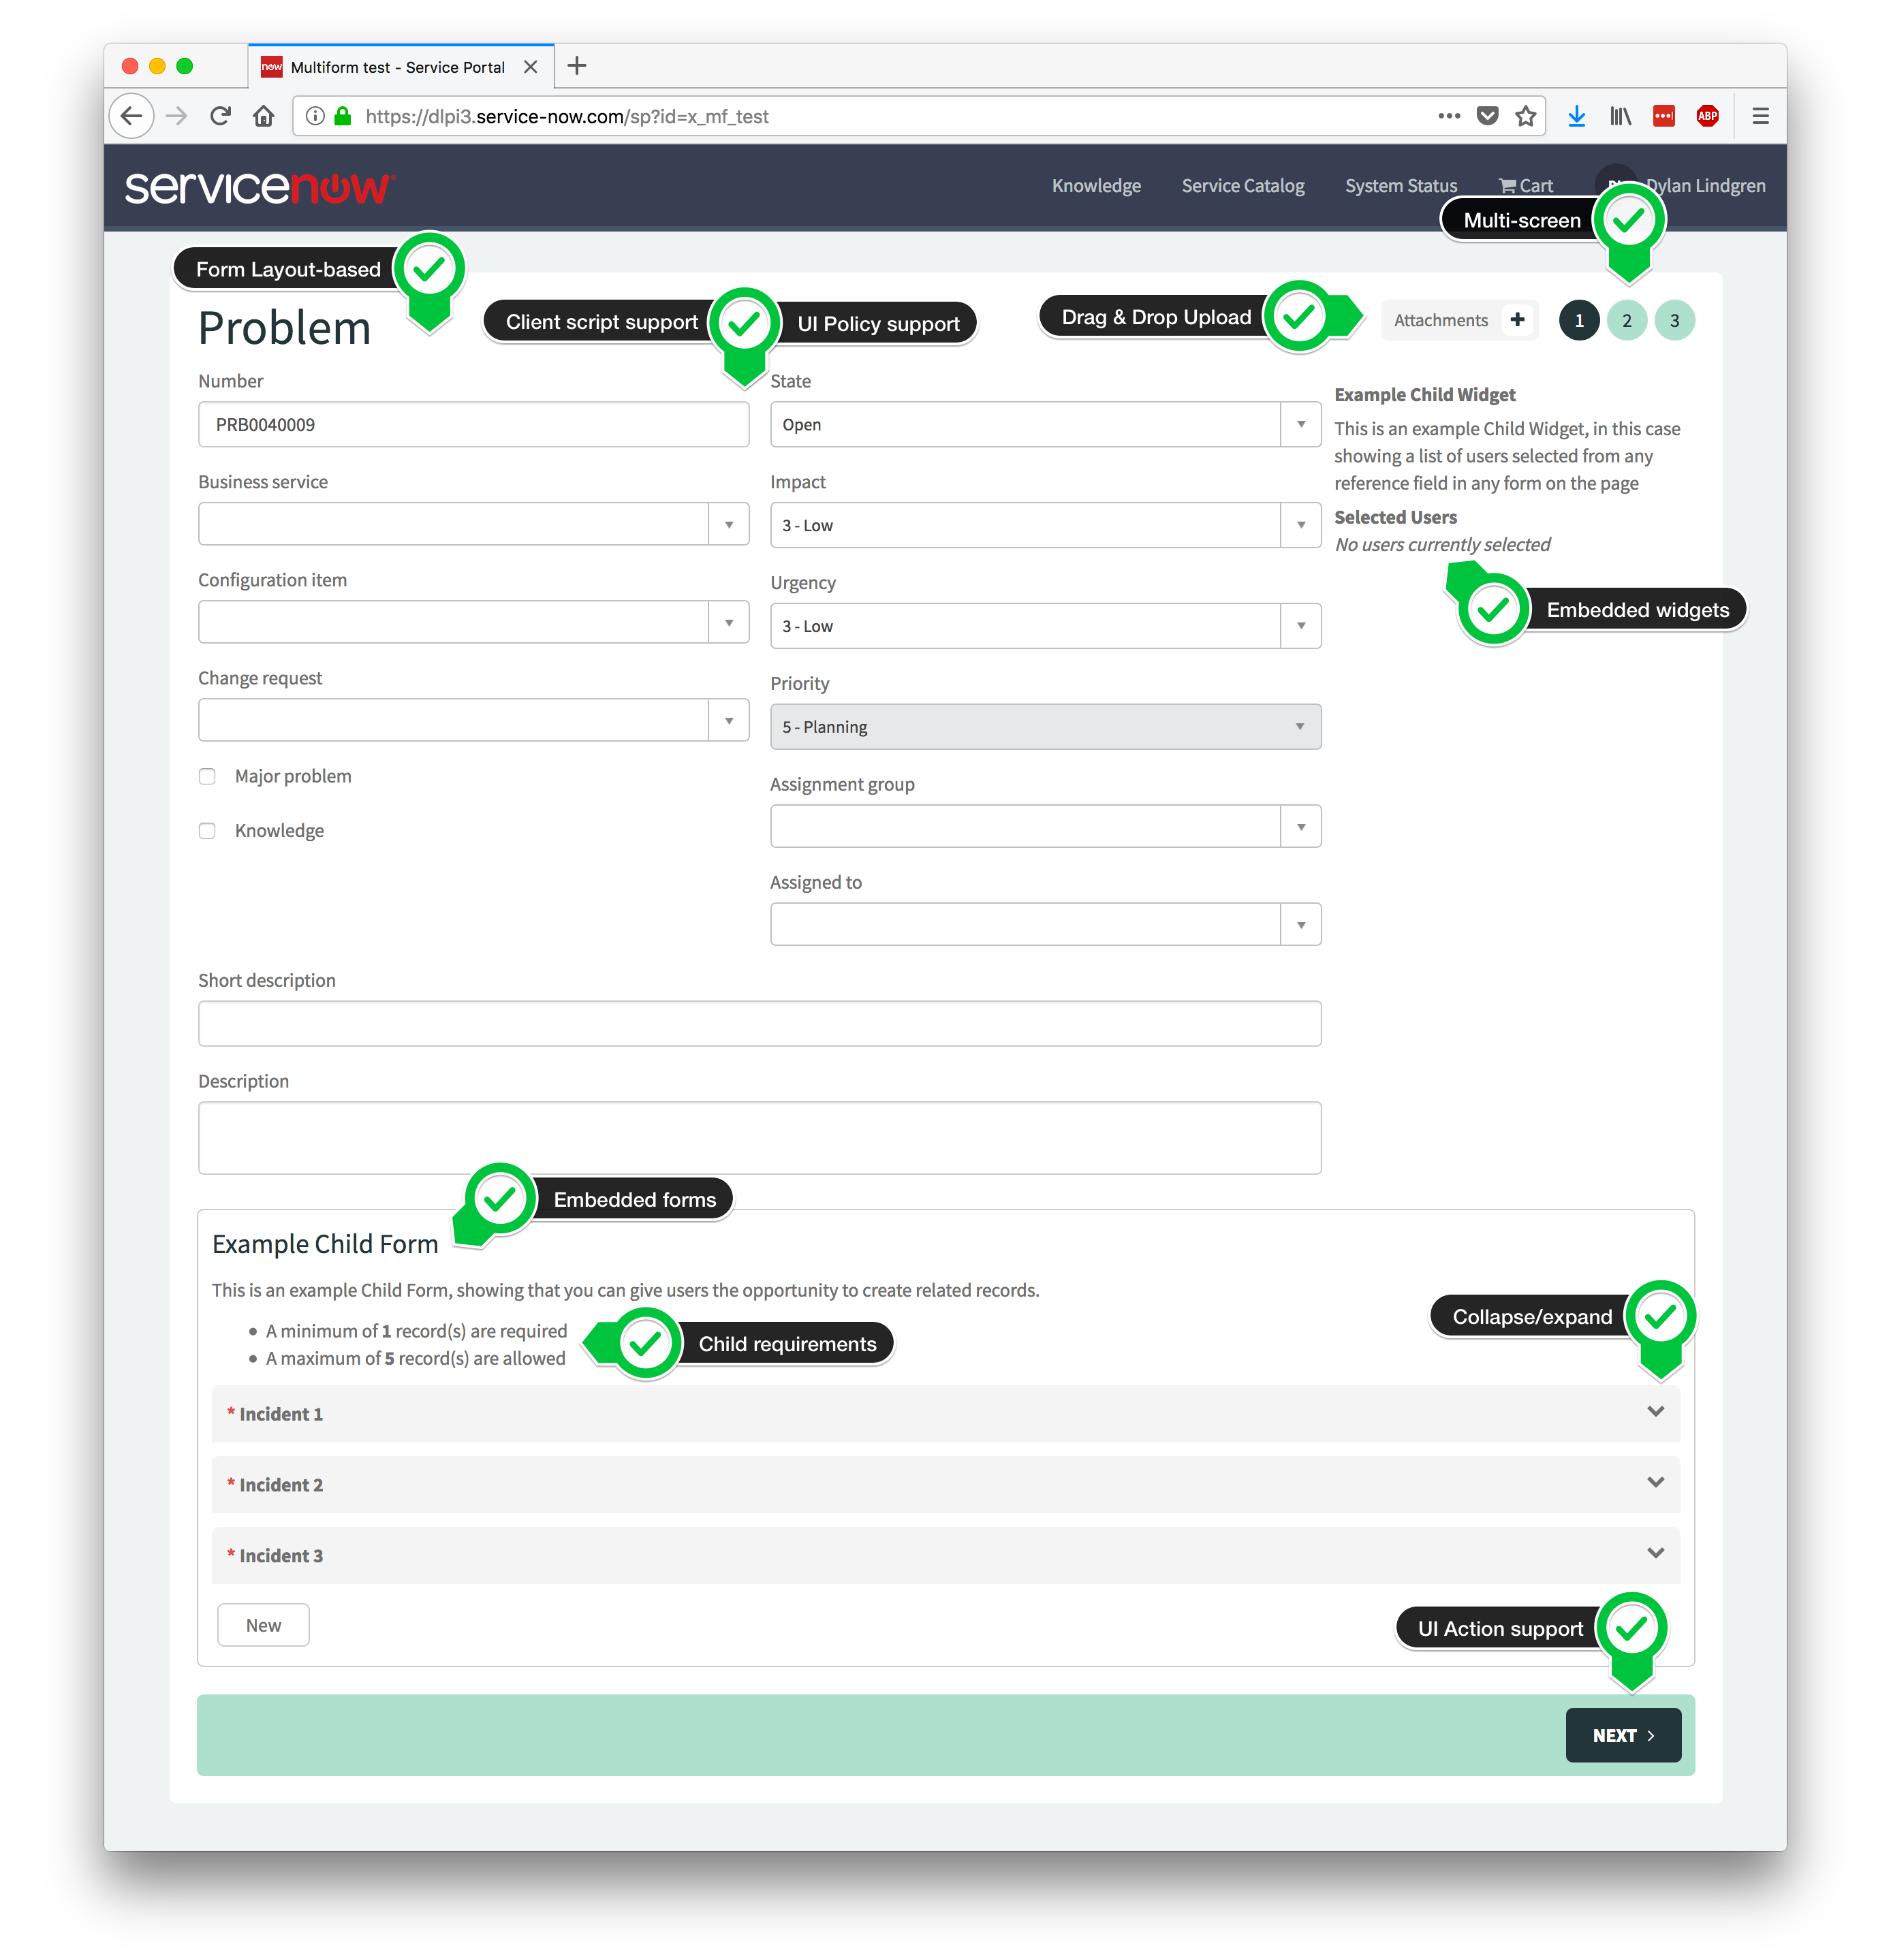 now Multiform test - Service Portal
https://dlpi3.service-now.com/sp?id=x_mf_test
ABP
servicenow
Knowledge
Service Catalog
System Status
Cart
Dylan Lindgren
Multi-screen
Form Layout-based
Problem
Client script support
UI Policy support
Drag & Drop Upload
Attachments +
1 2 3
Number
PRB0040009
State
Open
Example Child Widget
This is an example Child Widget, in this case
showing a list of users selected from any
reference field in any form on the page
Selected Users
No users currently selected
Embedded widgets
Business service
Impact
3 - Low
Configuration item
Urgency
3 - Low
Change request
Priority
5 - Planning
Major problem
Knowledge
Assignment group
Assigned to
Short description
Description
Embedded forms
Example Child Form
This is an example Child Form, showing that you can give users the opportunity to create related records.
• A minimum of 1 record(s) are required
• A maximum of 5 record(s) are allowed
Child requirements
Collapse/expand
* Incident 1
* Incident 2
* Incident 3
New
UI Action support
NEXT >